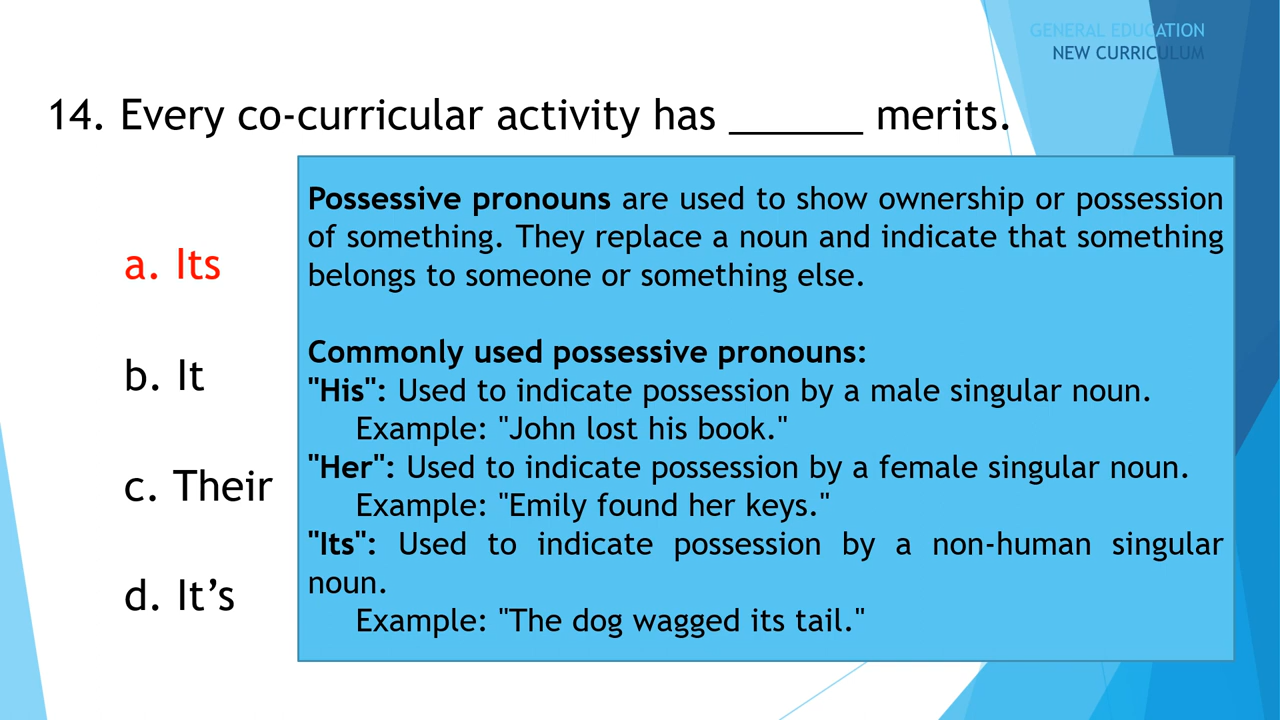 GENERAL EDUCATION
NEW CURRICULUM
14. Every co-curricular activity has ______ merits.
a. Its
b. It
c. Their
d. It’s
Possessive pronouns are used to show ownership or possession
of something. They replace a noun and indicate that something
belongs to someone or something else.
Commonly used possessive pronouns:
"His": Used to indicate possession by a male singular noun.
Example: "John lost his book."
"Her": Used to indicate possession by a female singular noun.
Example: "Emily found her keys."
"Its": Used to indicate possession by a non-human singular
noun.
Example: "The dog wagged its tail."